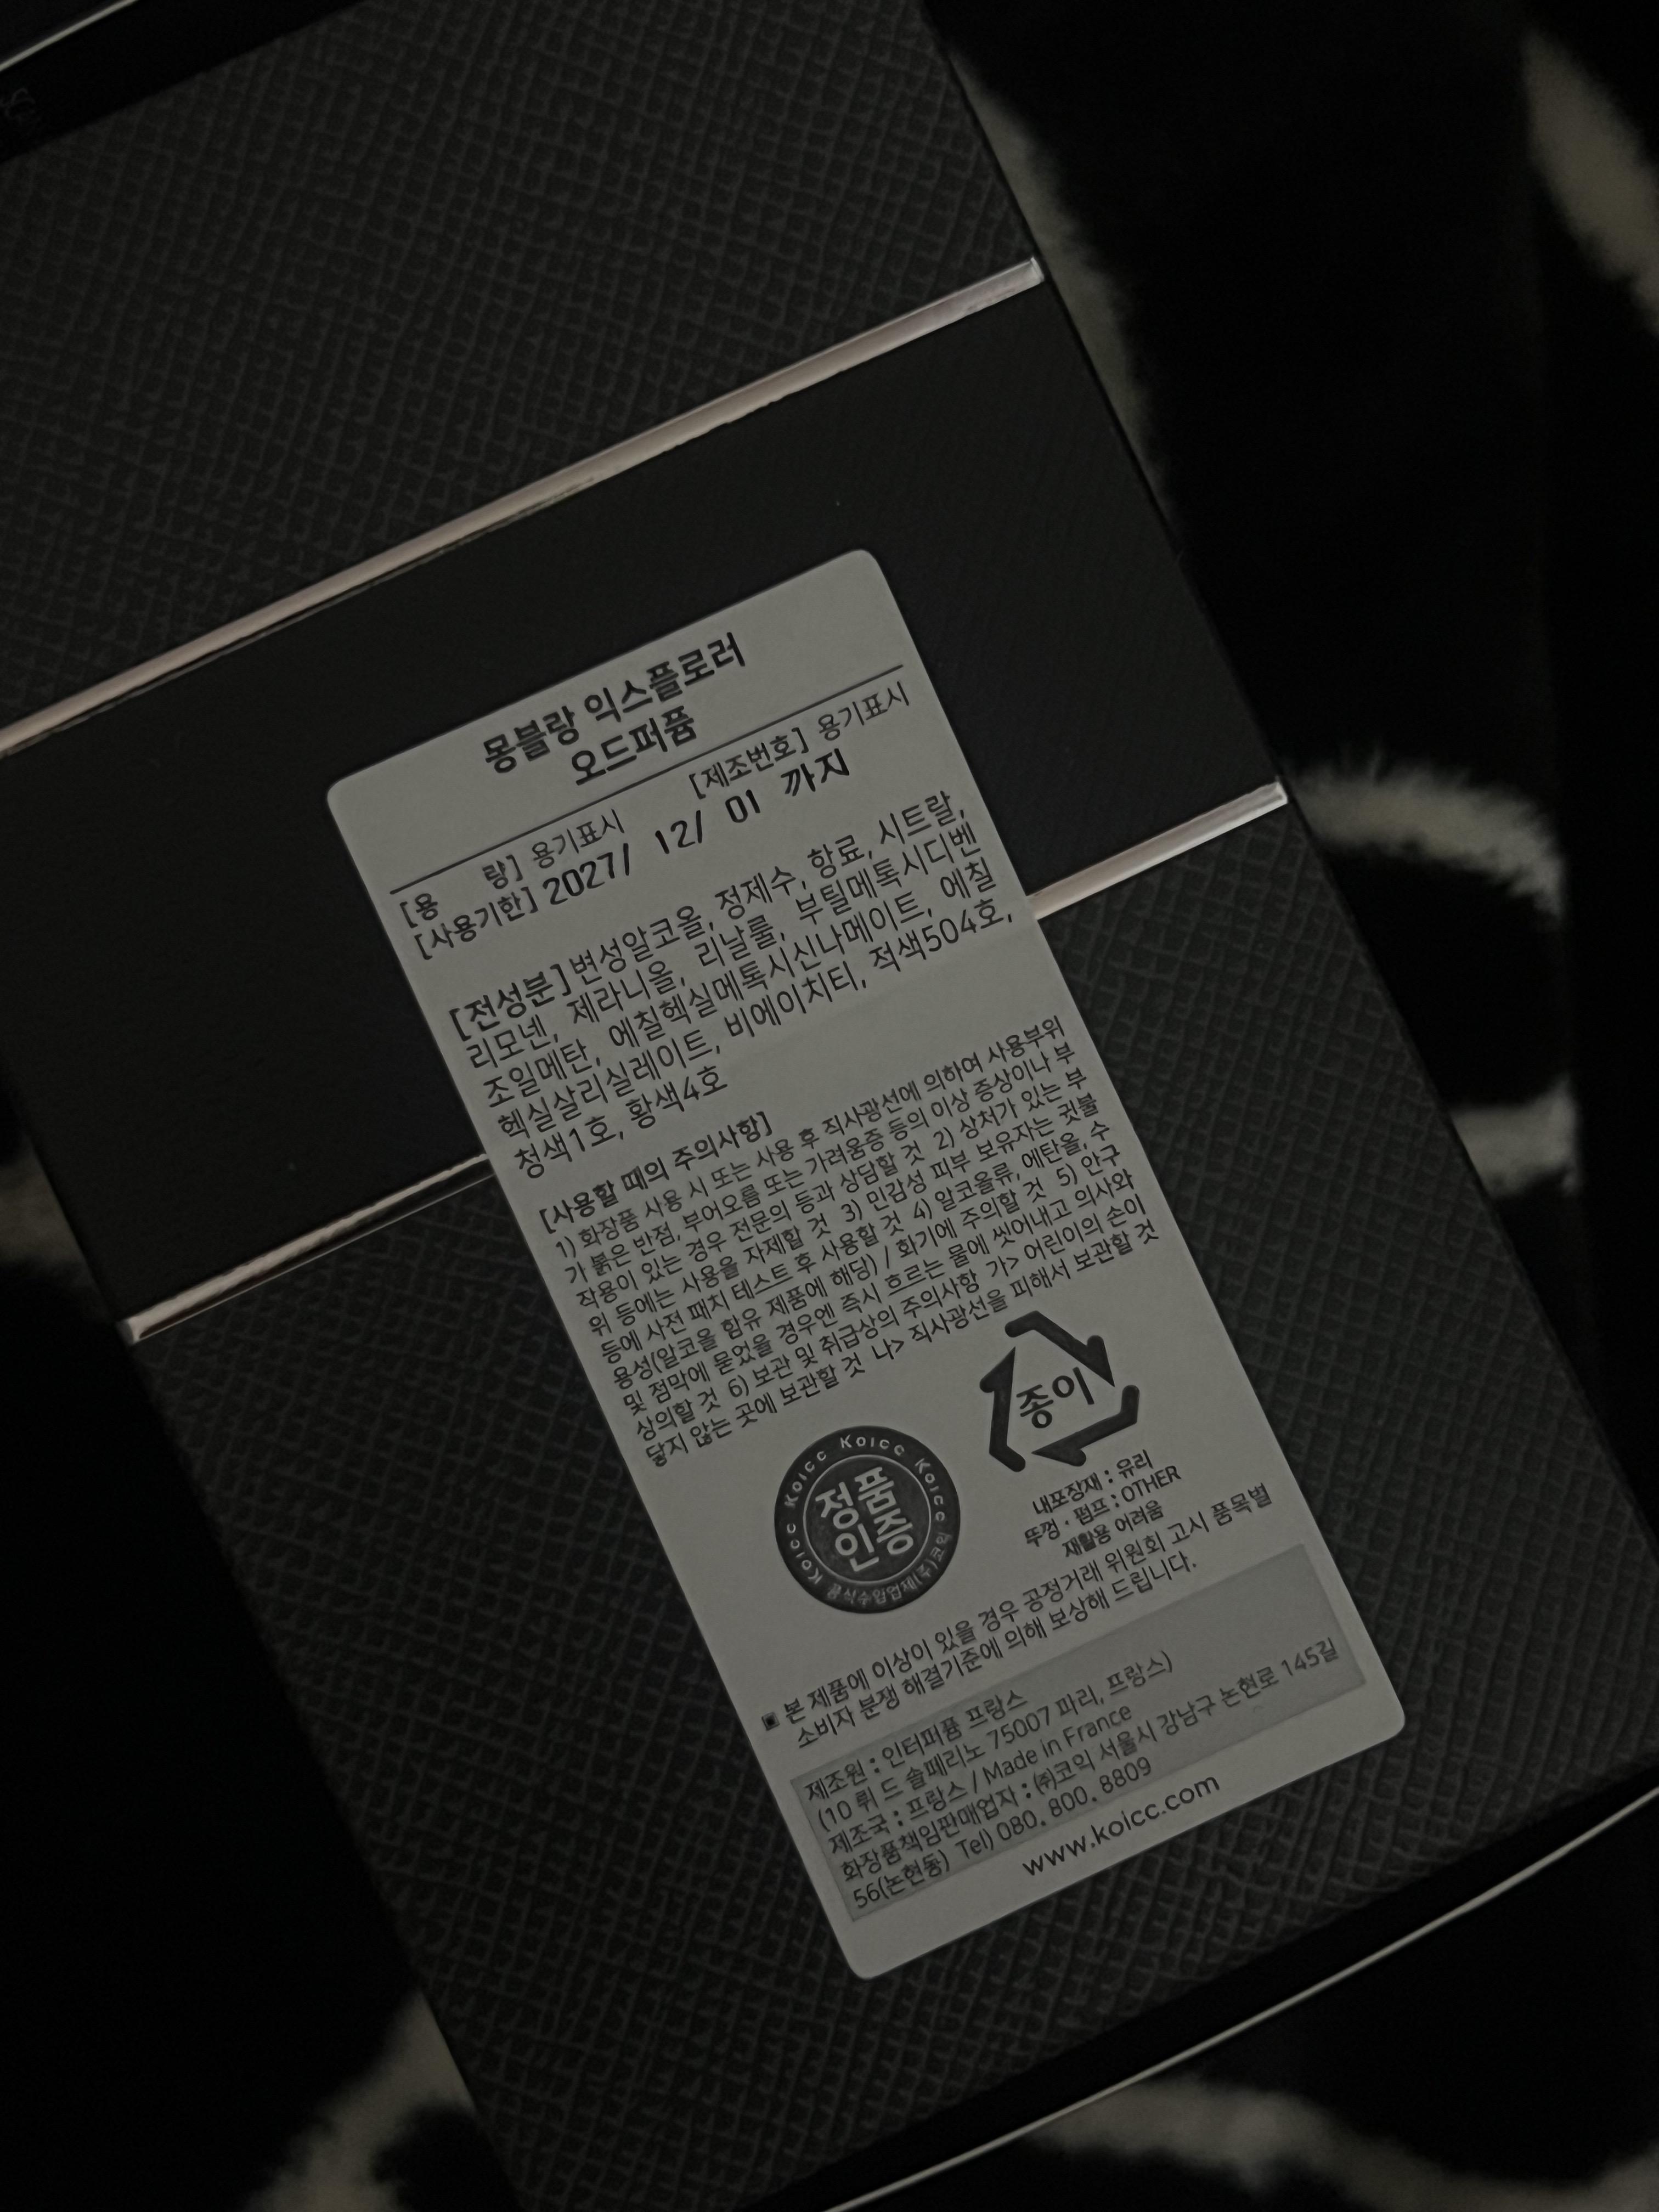 몽블랑 익스플로러
오드퍼퓸
[용 량] 용기표시 [제조번호] 용기표시
[사용기한] 2027/ 12/ 01 까지
[전성분] 변성알코올, 정제수, 향료, 시트랄,
리모넨, 제라니올, 리날룰, 부틸메톡시디벤
조일메탄, 에칠헥실메톡시신나메이트, 에칠
헥실살리실레이트, 비에이치티, 적색504호,
청색1호, 황색4호
[사용할 때의 주의사항]
1) 화장품 사용 시 또는 사용 후 직사광선에 의하여 사용부위
가 붉은 반점, 부어오름 또는 가려움증 등의 이상 증상이나 부
작용이 있는 경우 전문의 등과 상담할 것 2) 상처가 있는 부
위 등에는 사용을 자제할 것 3) 민감성 피부 보유자는 귓불
등에 사전 패치 테스트 후 사용할 것 4) 알코올류, 에탄올, 수
용성(알코올 함유 제품에 해당) / 화기에 주의할 것 5) 안구
및 점막에 묻었을 경우엔 즉시 흐르는 물에 씻어내고 의사와
상의할 것 6) 보관 및 취급상의 주의사항 가> 어린이의 손이
닿지 않는 곳에 보관할 것 나> 직사광선을 피해서 보관할 것
종이
Koicc Koicc Koicc Koicc
정품
인증
공식수입업체(주)코익
내포장재 : 유리
뚜껑 · 펌프 : OTHER
재활용 어려움
▣ 본 제품에 이상이 있을 경우 공정거래 위원회 고시 품목별
소비자 분쟁 해결기준에 의해 보상해 드립니다.
제조원 : 인터퍼퓸 프랑스
(10 뤼 드 솔페리노 75007 파리, 프랑스)
제조국 : 프랑스 / Made in France
화장품책임판매업자 : ㈜코익 서울시 강남구 논현로 145길
56(논현동) Tel) 080. 800. 8809
www.koicc.com